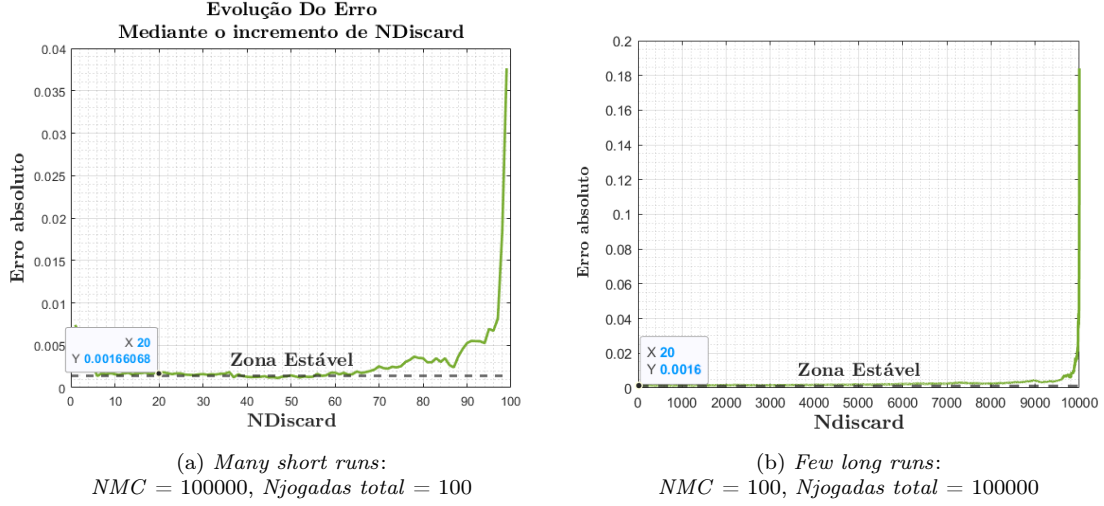 Evolução Do Erro
Mediante o incremento de NDiscard
0.04
0.035
0.03
0.025
0.02
0.015
0.01
0.005
0
Erro absoluto
X 20
Y 0.00166068
Zona Estável
0 10 20 30 40 50 60 70 80 90 100
NDiscard
(a) Many short runs:
NMC = 100000, Njogadas total = 100
0.2
0.18
0.16
0.14
0.12
0.1
0.08
0.06
0.04
0.02
0
Erro absoluto
X 20
Y 0.0016
Zona Estável
0 1000 2000 3000 4000 5000 6000 7000 8000 9000 10000
Ndiscard
(b) Few long runs:
NMC = 100, Njogadas total = 100000